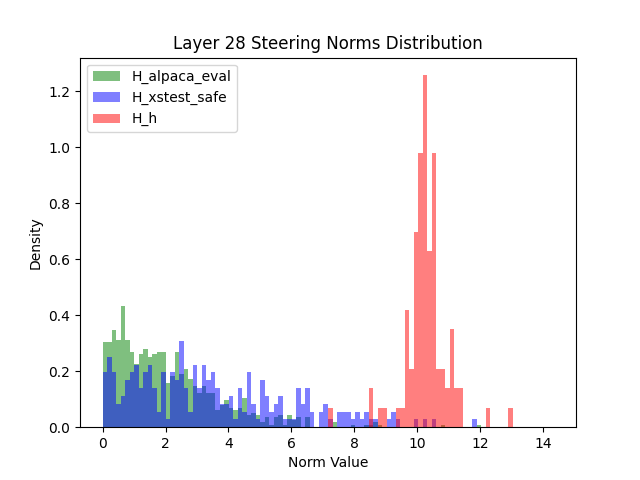 Layer 28 Steering Norms Distribution
H_alpaca_eval
H_xstest_safe
H_h
Density
1.2
1.0
0.8
0.6
0.4
0.2
0.0
0 2 4 6 8 10 12 14
Norm Value